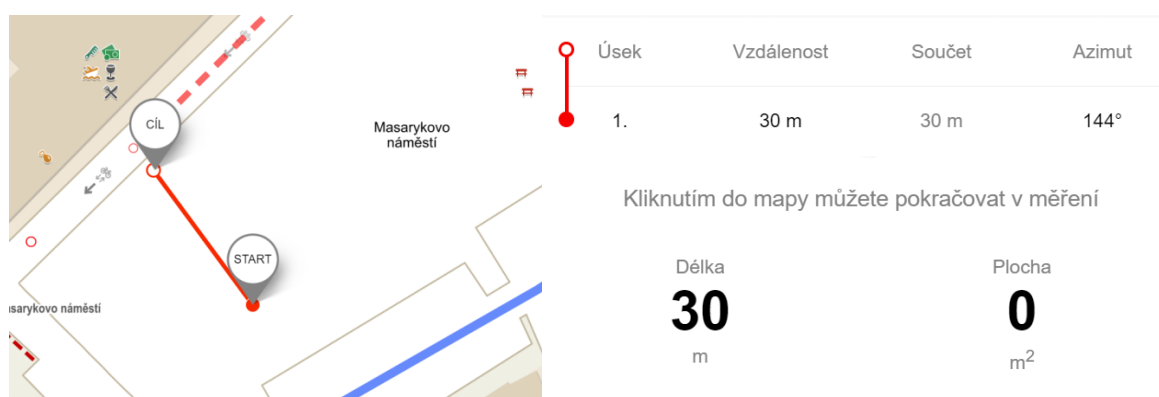 CÍL
Masarykovo
náměstí
START
sarykovo náměstí
Úsek Vzdálenost Součet Azimut
1. 30 m 30 m 144°
Kliknutím do mapy můžete pokračovat v měření
Délka Plocha
30 0
m m²